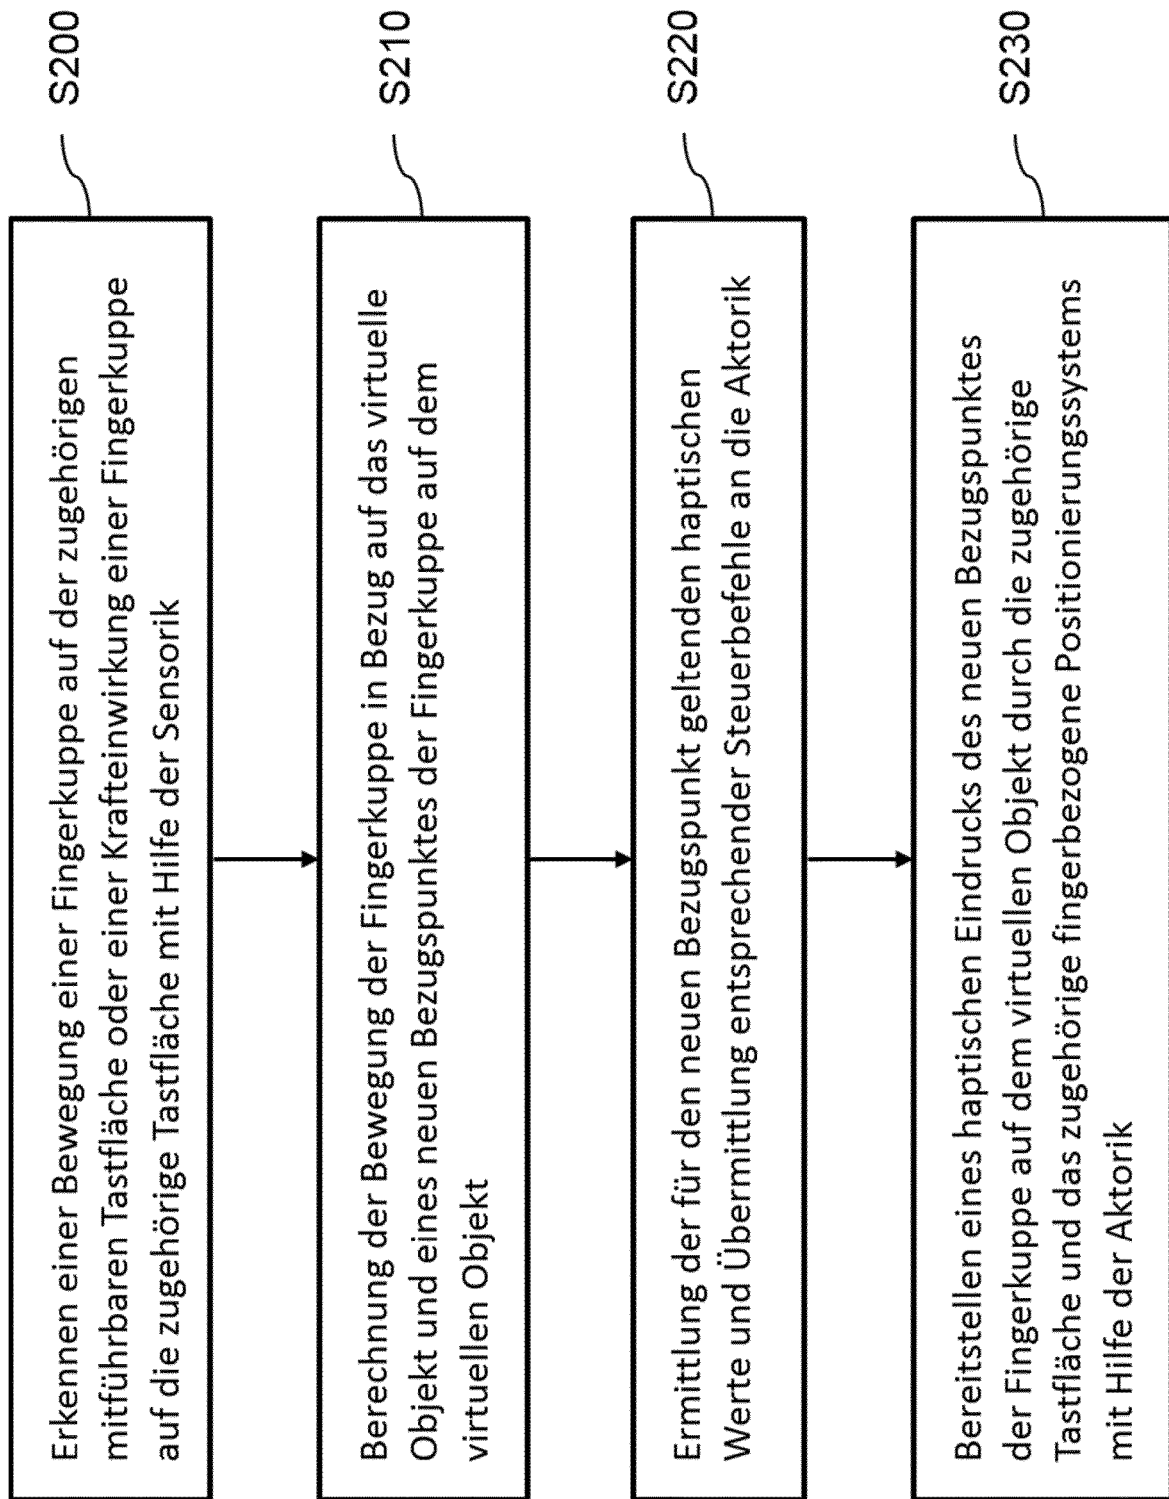 S200
Erkennen einer Bewegung einer Fingerkuppe auf der zugehörigen
mitführbaren Tastfläche oder einer Krafteinwirkung einer Fingerkuppe
auf die zugehörige Tastfläche mit Hilfe der Sensorik
S210
Berechnung der Bewegung der Fingerkuppe in Bezug auf das virtuelle
Objekt und eines neuen Bezugspunktes der Fingerkuppe auf dem
virtuellen Objekt
S220
Ermittlung der für den neuen Bezugspunkt geltenden haptischen
Werte und Übermittlung entsprechender Steuerbefehle an die Aktorik
S230
Bereitstellen eines haptischen Eindrucks des neuen Bezugspunktes
der Fingerkuppe auf dem virtuellen Objekt durch die zugehörige
Tastfläche und das zugehörige fingerbezogene Positionierungssystems
mit Hilfe der Aktorik